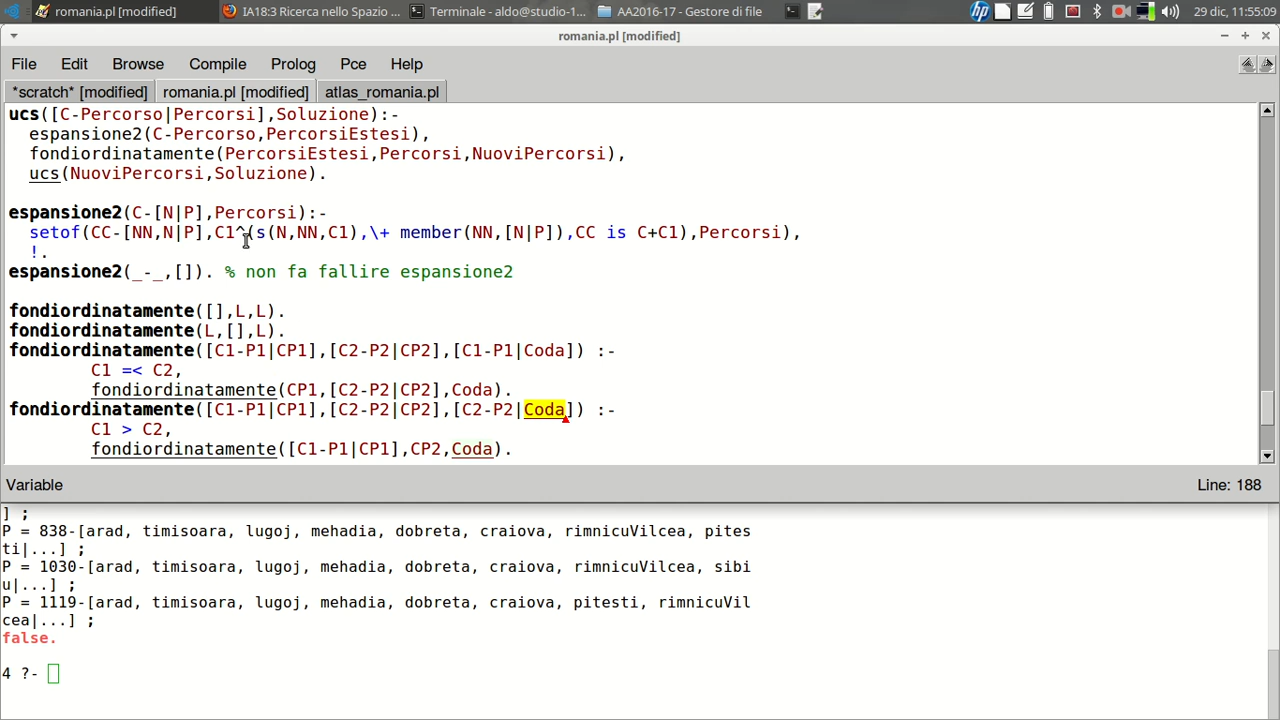 romania.pl [modified]
IA18:3 Ricerca nello Spazio ...
Terminale - aldo@studio-1...
AA2016-17 - Gestore di file
hp
29 dic, 11:55:09
romania.pl [modified]
File Edit Browse Compile Prolog Pce Help
*scratch* [modified] romania.pl [modified] atlas_romania.pl
ucs([C-Percorso|Percorsi],Soluzione):-
espansione2(C-Percorso,PercorsiEstesi),
fondiordinatamente(PercorsiEstesi,Percorsi,NuoviPercorsi),
ucs(NuoviPercorsi,Soluzione).
espansione2(C-[N|P],Percorsi):-
setof(CC-[NN,N|P],C1^(s(N,NN,C1),\+ member(NN,[N|P]),CC is C+C1),Percorsi),
!.
espansione2(_-_,[]). % non fa fallire espansione2
fondiordinatamente([],L,L).
fondiordinatamente(L,[],L).
fondiordinatamente([C1-P1|CP1],[C2-P2|CP2],[C1-P1|Coda]) :-
C1 =< C2,
fondiordinatamente(CP1,[C2-P2|CP2],Coda).
fondiordinatamente([C1-P1|CP1],[C2-P2|CP2],[C2-P2|Coda]) :-
C1 > C2,
fondiordinatamente([C1-P1|CP1],CP2,Coda).
Variable Line: 188
] ;
P = 838-[arad, timisoara, lugoj, mehadia, dobreta, craiova, rimnicuVilcea, pites
ti|...] ;
P = 1030-[arad, timisoara, lugoj, mehadia, dobreta, craiova, rimnicuVilcea, sibi
u|...] ;
P = 1119-[arad, timisoara, lugoj, mehadia, dobreta, craiova, pitesti, rimnicuVil
cea|...] ;
false.
4 ?-